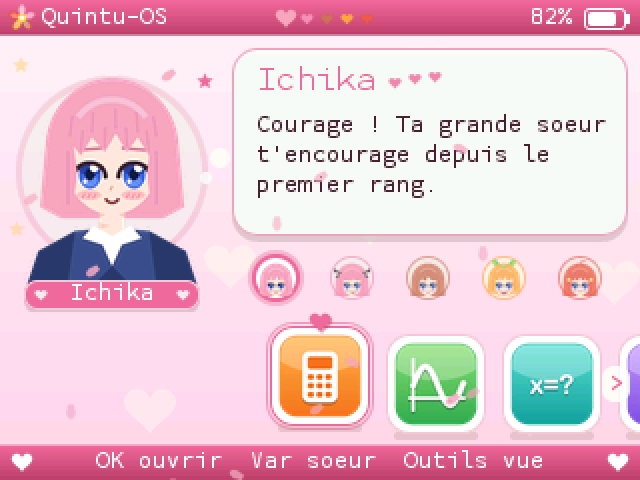 Quintu-OS
82%
Ichika
Courage ! Ta grande soeur
t'encourage depuis le
premier rang.
Ichika
x=?
>
OK ouvrir Var soeur Outils vue